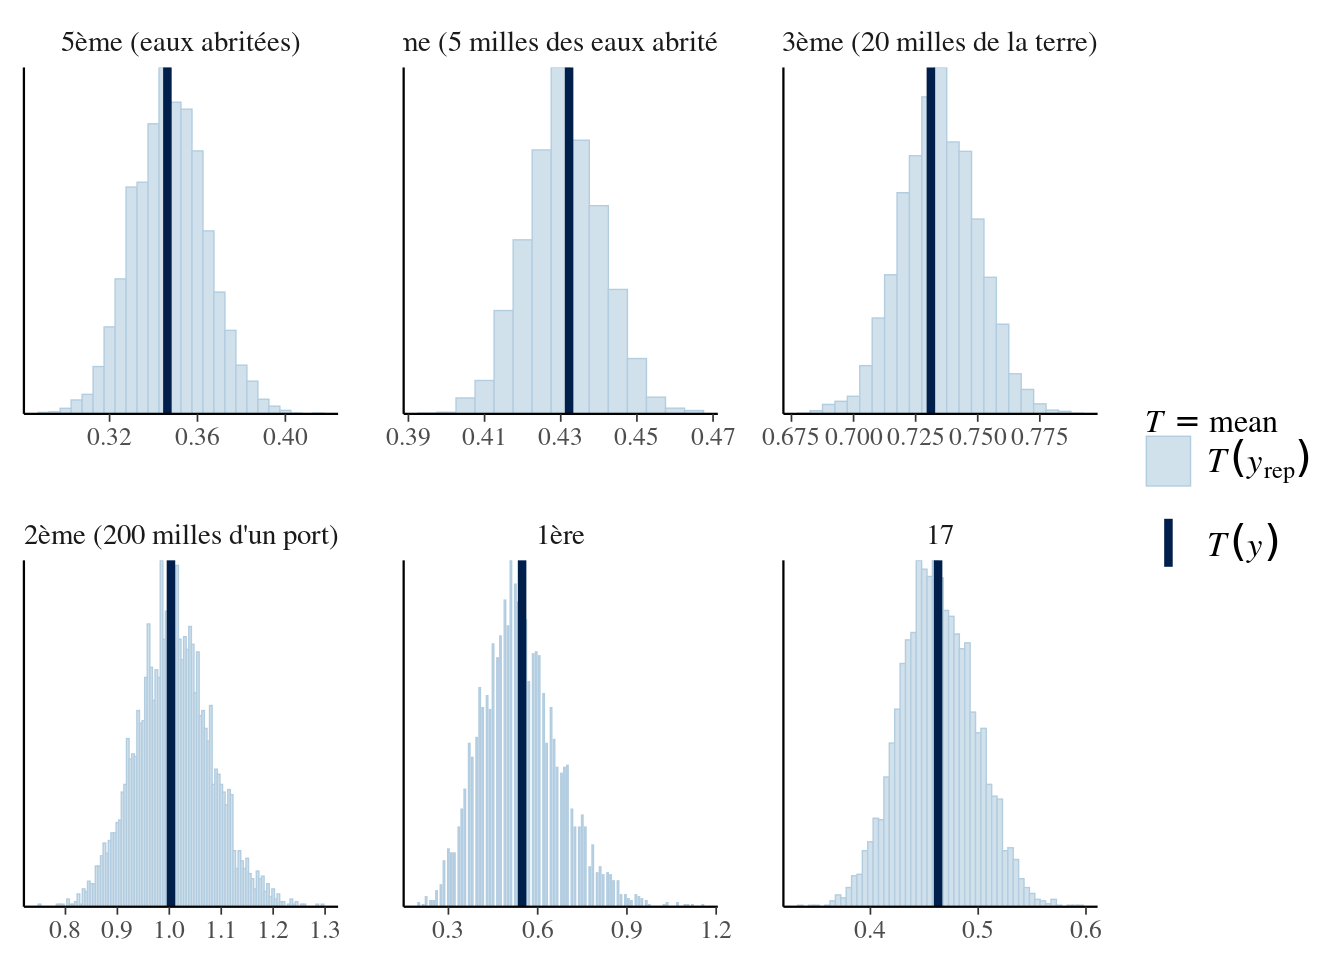 5ème (eaux abritées)
me (5 milles des eaux abrité
3ème (20 milles de la terre)
0.32 0.36 0.40
0.39 0.41 0.43 0.45 0.47
0.675 0.700 0.725 0.750 0.775
T = mean
T(yrep)
T(y)
2ème (200 milles d'un port)
1ère
17
0.8 0.9 1.0 1.1 1.2 1.3
0.3 0.6 0.9 1.2
0.4 0.5 0.6